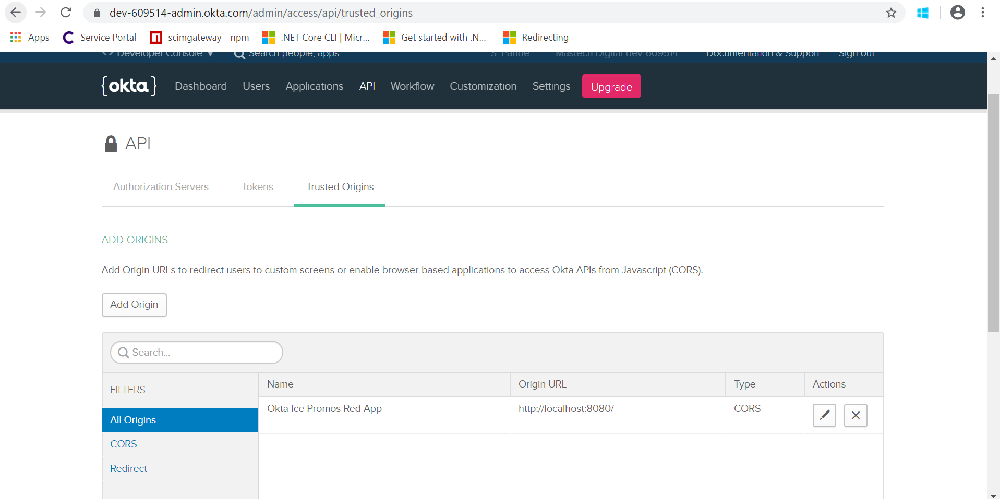 dev-609514-admin.okta.com/admin/access/api/trusted_origins
Apps Service Portal scimgateway - npm .NET Core CLI | Micr... Get started with .N... Redirecting
Developer Console Search people, apps S. Pande · Mastech Digital-dev-609514 Documentation & Support Sign out
{okta} Dashboard Users Applications API Workflow Customization Settings Upgrade
API
Authorization Servers Tokens Trusted Origins
ADD ORIGINS
Add Origin URLs to redirect users to custom screens or enable browser-based applications to access Okta APIs from Javascript (CORS).
Add Origin
Search...
FILTERS Name Origin URL Type Actions
Okta Ice Promos Red App http://localhost:8080/ CORS
All Origins
CORS
Redirect